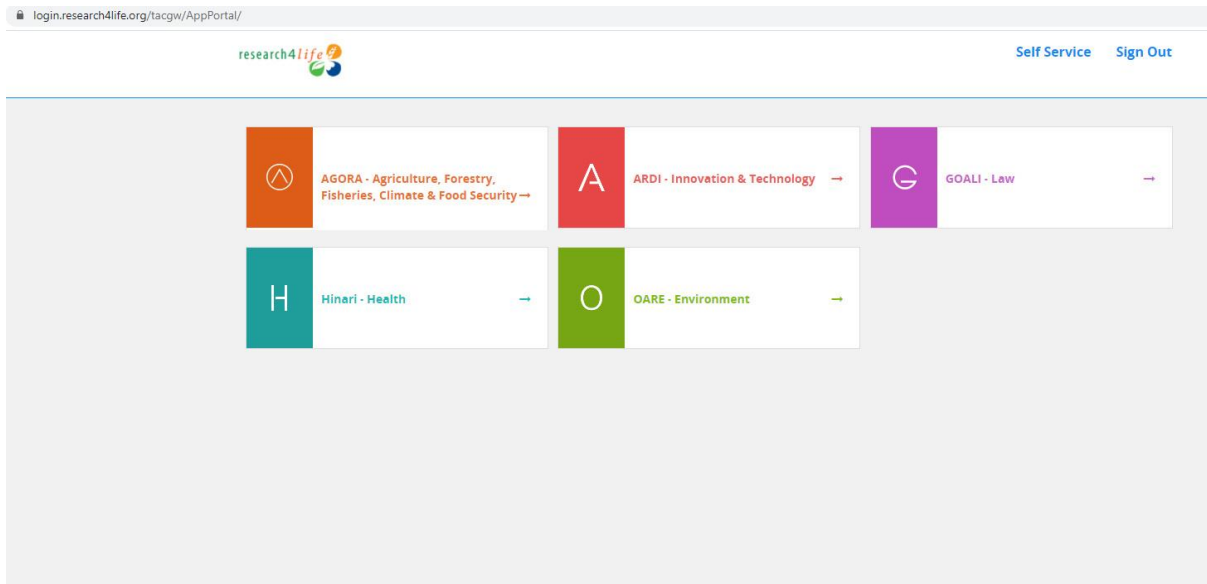 login.research4life.org/tacgw/AppPortal/
research4life
Self Service Sign Out
AGORA - Agriculture, Forestry,
Fisheries, Climate & Food Security→
A
ARDI - Innovation & Technology →
G
GOALI - Law →
H
Hinari - Health →
O
OARE - Environment →